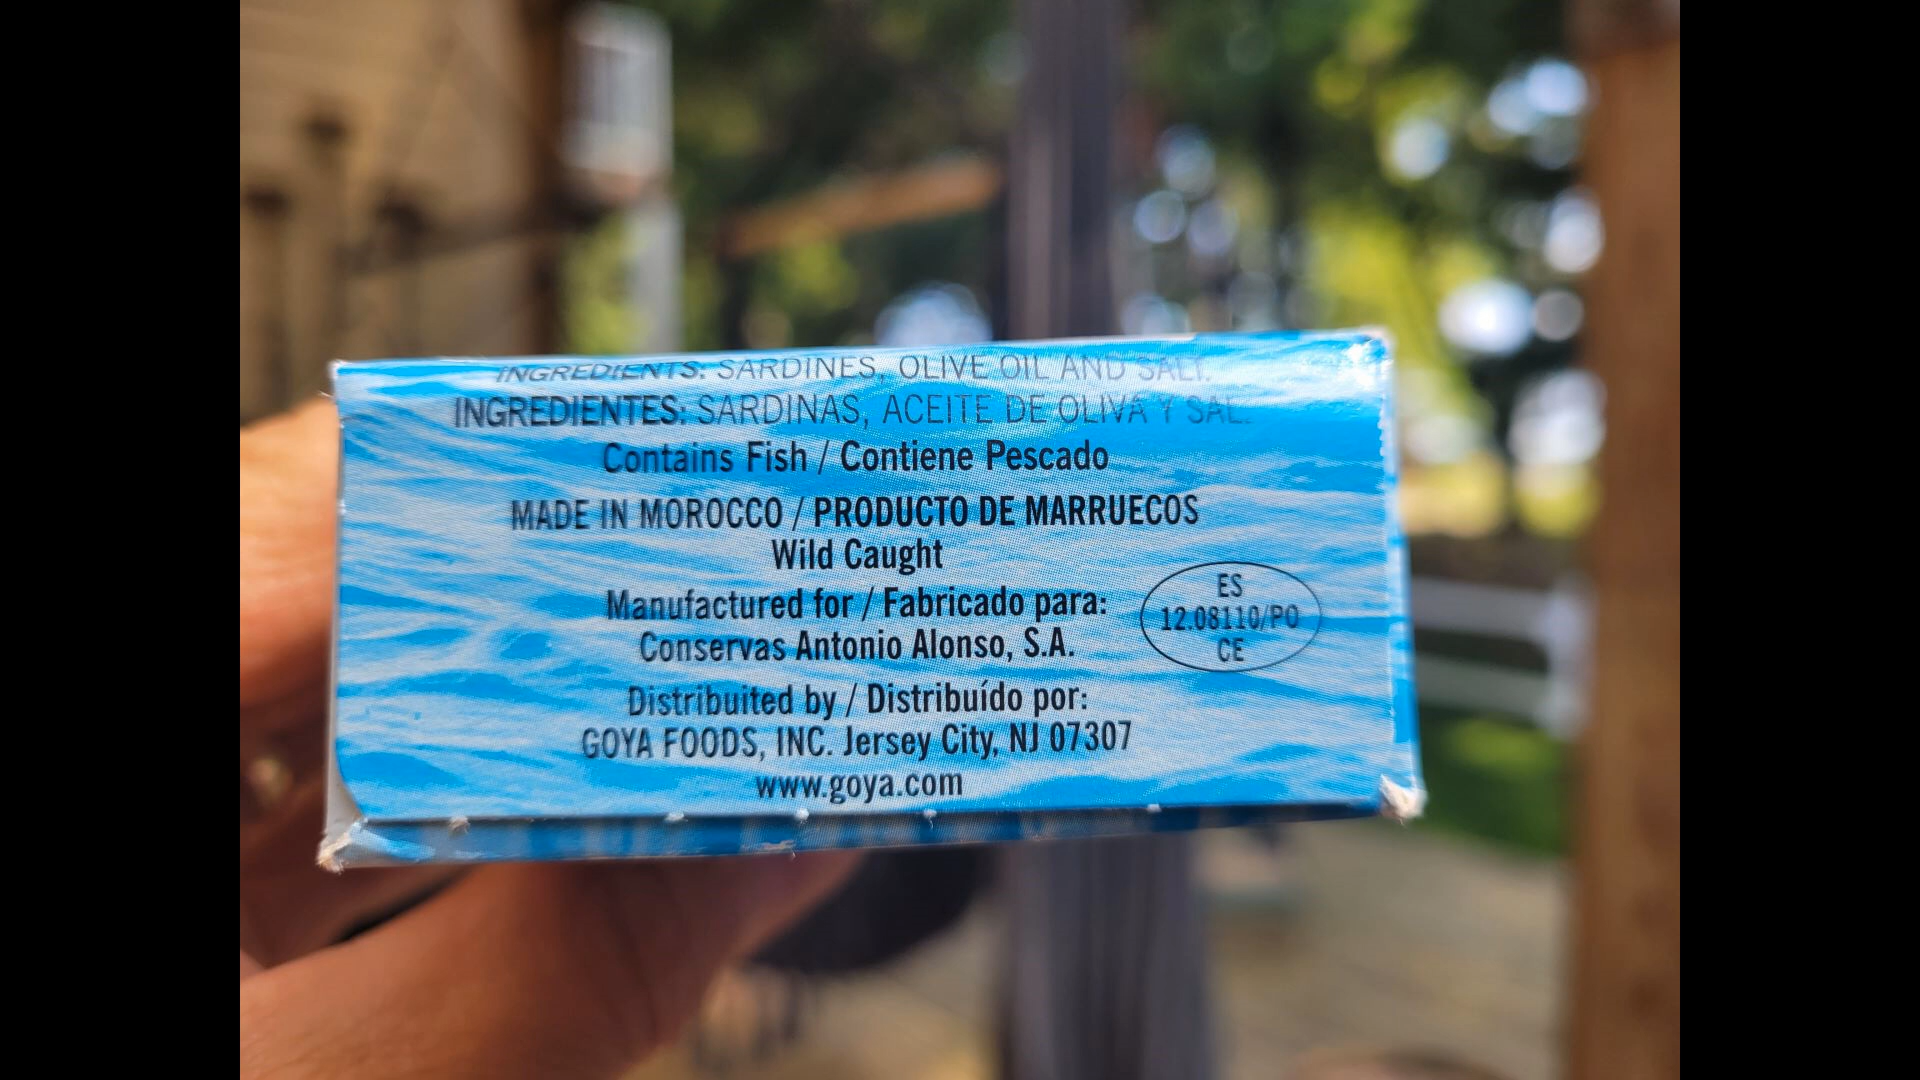 INGREDIENTS: SARDINES, OLIVE OIL AND SALT.
INGREDIENTES: SARDINAS, ACEITE DE OLIVA Y SAL.
Contains Fish / Contiene Pescado
MADE IN MOROCCO / PRODUCTO DE MARRUECOS
Wild Caught
Manufactured for / Fabricado para:
Conservas Antonio Alonso, S.A.
ES
12.08110/PO
CE
Distribuited by / Distribuído por:
GOYA FOODS, INC. Jersey City, NJ 07307
www.goya.com